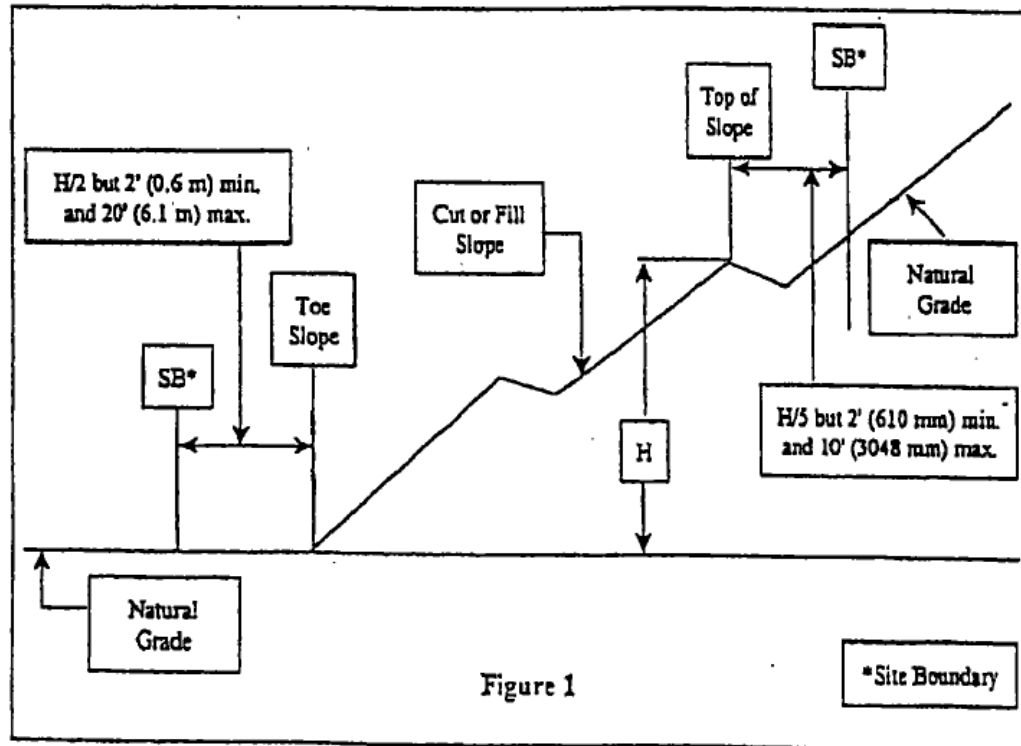 SB*
Top of
Slope
H/2 but 2' (0.6 m) min.
and 20' (6.1 m) max.
Cut or Fill
Slope
Natural
Grade
Toe
Slope
SB*
H
H/5 but 2' (610 mm) min.
and 10' (3048 mm) max.
Natural
Grade
Figure 1
*Site Boundary